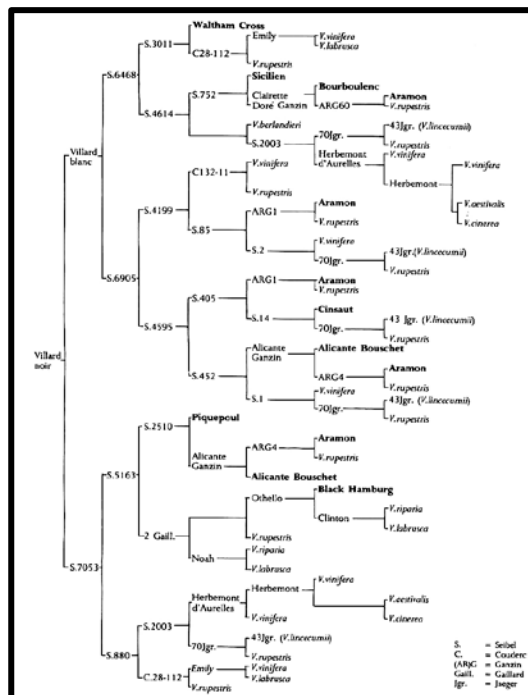 Waltham Cross
S.3011
Emily
V.vinifera
V.labrusca
C28-112
V.rupestris
S.6468
Sicilien
S.752
Bourboulenc
Clairette
Doré Ganzin
Aramon
ARG60
V.rupestris
S.4614
V.berlandieri
43Jgr. (V.lincecumii)
70Jgr.
V.rupestris
S.2003
V.vinifera
Herbemont
d'Aurelles
V.vinifera
Herbemont
V.aestivalis
V.cinerea
Villard
blanc
V.vinifera
C132-11
V.rupestris
S.4199
Aramon
ARG1
V.rupestris
S.85
V.vinifera
S.2
43Jgr.(V.lincecumii)
70Jgr.
V.rupestris
S.6905
ARG1
Aramon
V.rupestris
S.405
Cinsaut
S.14
43 Jgr. (V.lincecumii)
70Jgr.
V.rupestris
S.4595
Alicante
Ganzin
Alicante Bouschet
Aramon
ARG4
V.rupestris
S.452
V.vinifera
S.1
43Jgr. (V.lincecumii)
70Jgr.
V.rupestris
Villard
noir
Piquepoul
S.2510
Aramon
ARG4
V.rupestris
Alicante
Ganzin
Alicante Bouschet
S.5163
Black Hamburg
Othello
V.riparia
Clinton
V.labrusca
V.rupestris
2 Gaill.
V.riparia
Noah
V.labrusca
S.7053
V.vinifera
Herbemont
V.aestivalis
V.cinerea
Herbemont
d'Aurelles
V.vinifera
S.2003
43Jgr. (V.lincecumii)
70Jgr.
V.rupestris
S.880
Emily
V.vinifera
V.labrusca
C.28-112
V.rupestris
S. = Seibel
C. = Couderc
(AR)G = Ganzin
Gaill. = Gaillard
Jgr. = Jaeger